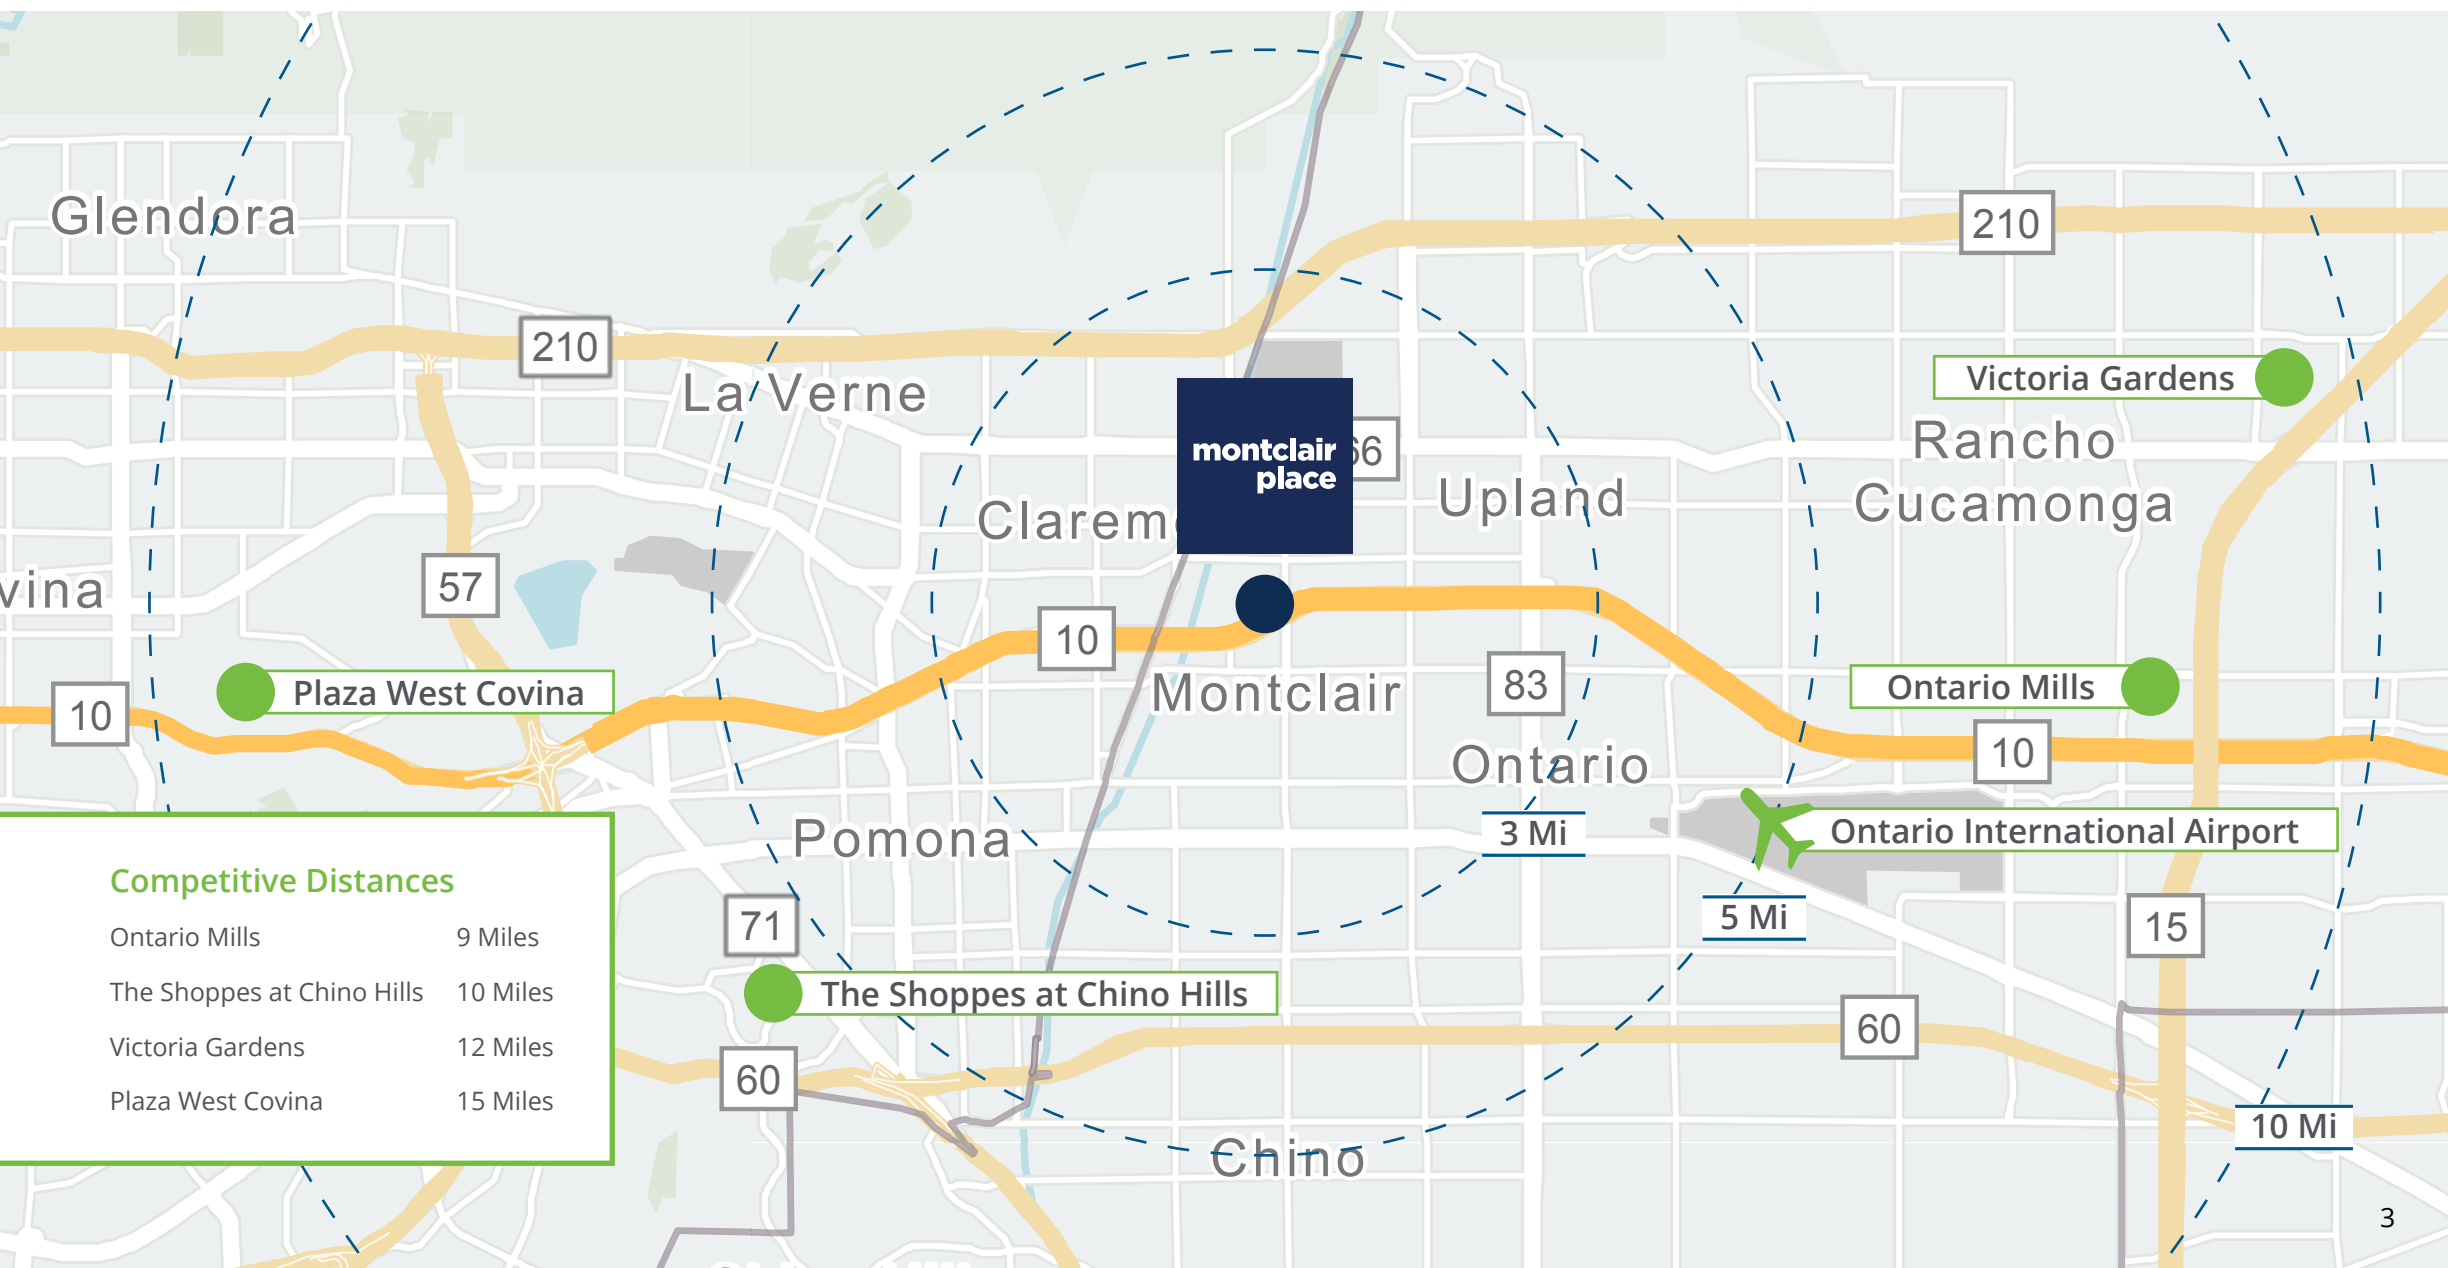 Glendora
210
210
La Verne
Victoria Gardens
Rancho
Cucamonga
montclair
place
66
Upland
Clarem
vina
57
10
Plaza West Covina
10
Montclair
83
Ontario Mills
10
Ontario
3 Mi
Ontario International Airport
Pomona
5 Mi
71
15
The Shoppes at Chino Hills
60
60
10 Mi
Chino
Competitive Distances
Ontario Mills 9 Miles
The Shoppes at Chino Hills 10 Miles
Victoria Gardens 12 Miles
Plaza West Covina 15 Miles
3